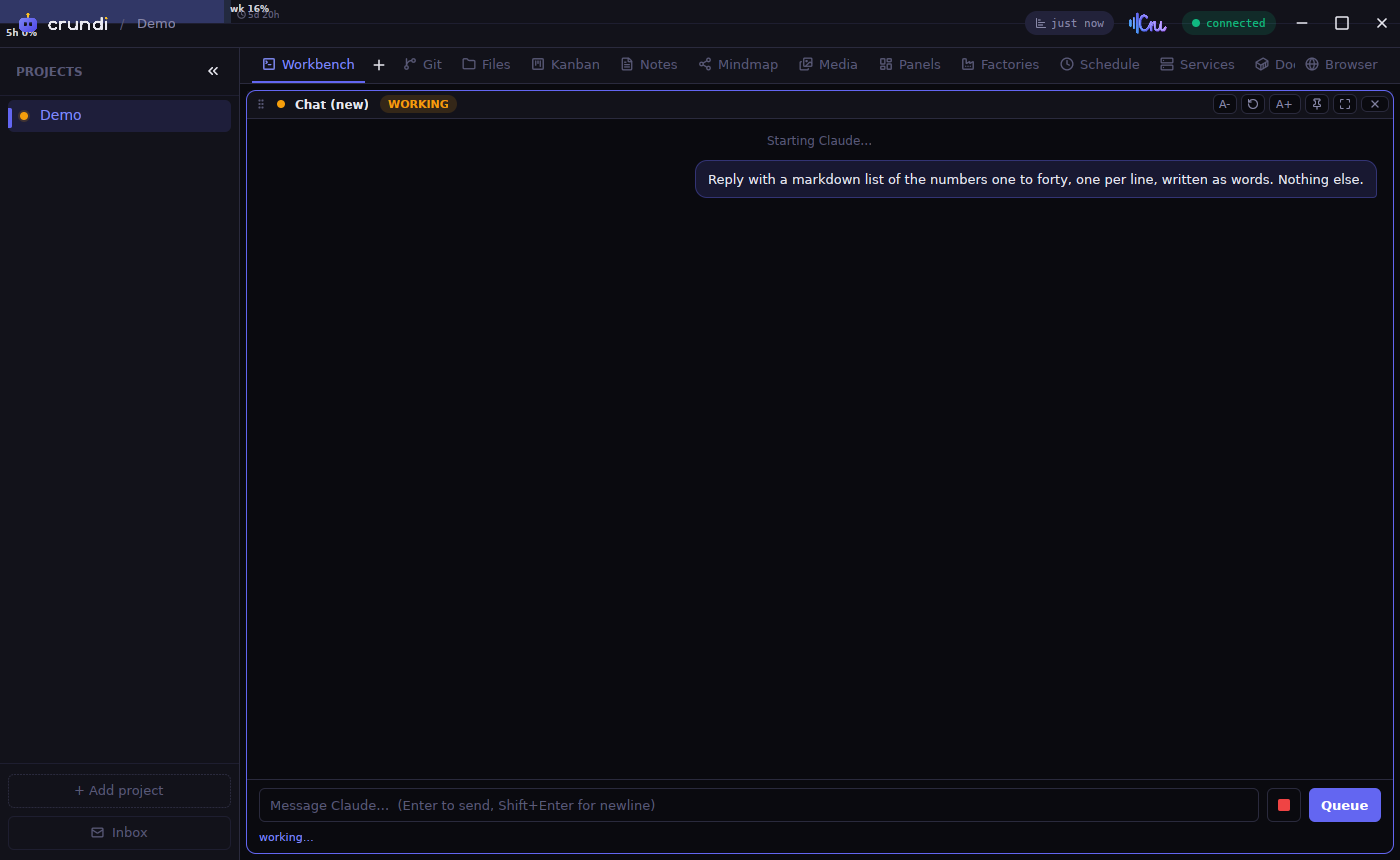 wk 16%
5d 20h
5h 0%
crundi / Demo
just now
Cru
connected
PROJECTS
Workbench
Git
Files
Kanban
Notes
Mindmap
Media
Panels
Factories
Schedule
Services
Doc
Browser
Demo
Chat (new)
WORKING
A-
A+
Starting Claude...
Reply with a markdown list of the numbers one to forty, one per line, written as words. Nothing else.
+ Add project
Inbox
Message Claude... (Enter to send, Shift+Enter for newline)
Queue
working...